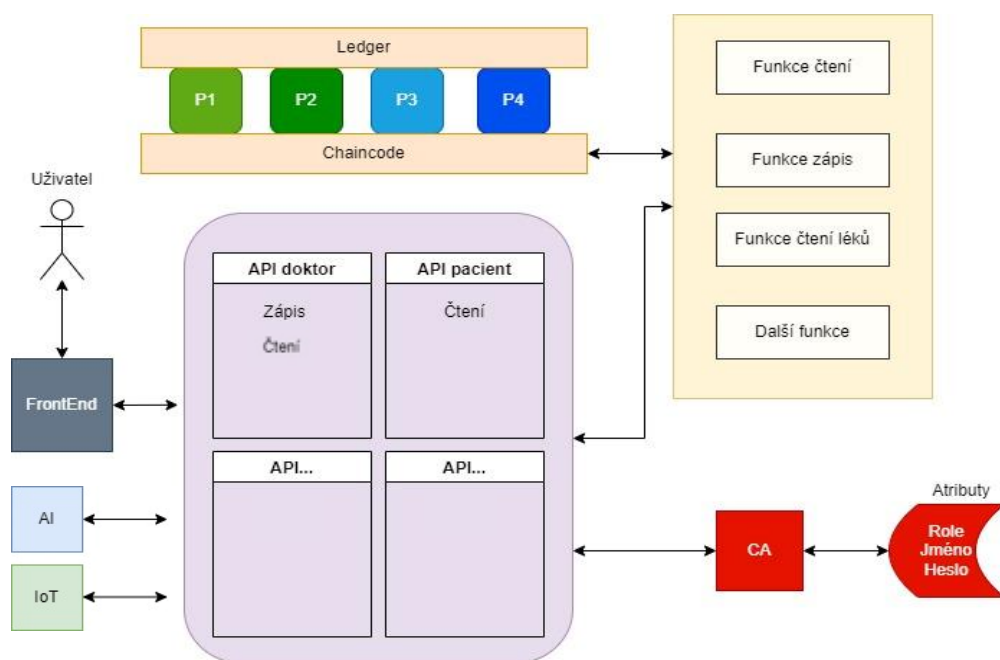 Ledger
P1
P2
P3
P4
Chaincode
Funkce čtení
Funkce zápis
Funkce čtení léků
Další funkce
Uživatel
FrontEnd
AI
IoT
API doktor
Zápis
Čtení
API pacient
Čtení
API...
API...
CA
Atributy
Role
Jméno
Heslo